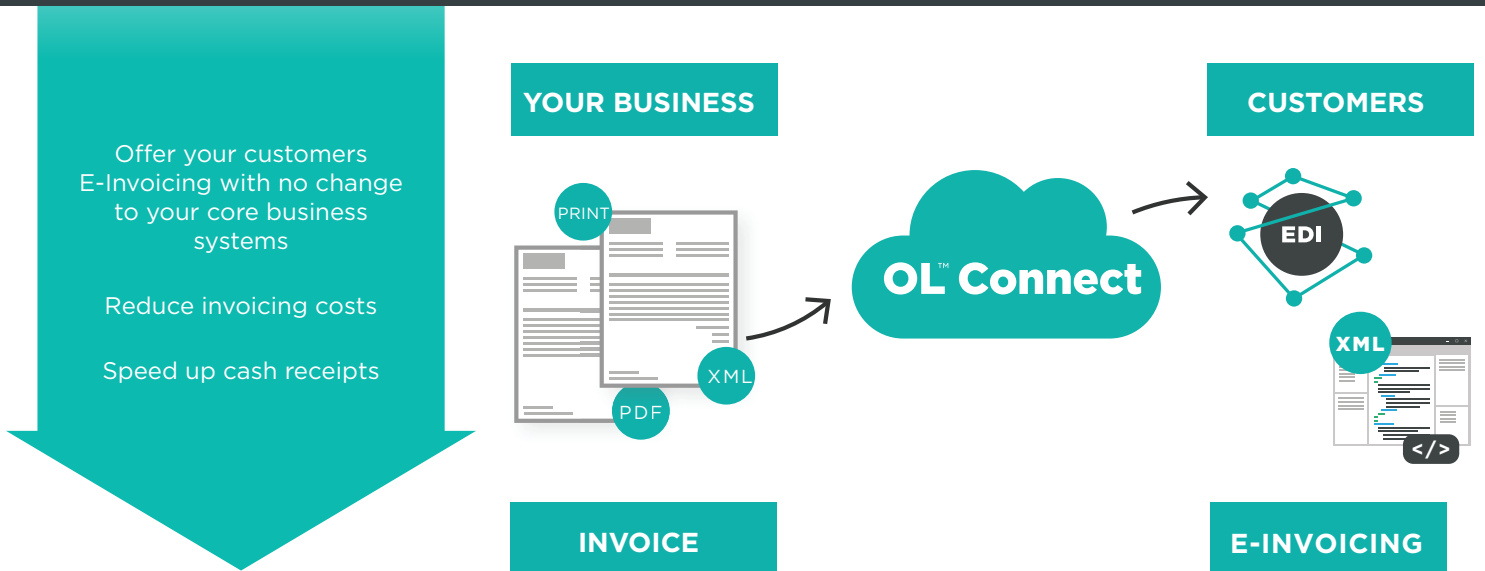 Offer your customers
E-Invoicing with no change
to your core business
systems
Reduce invoicing costs
Speed up cash receipts
YOUR BUSINESS
PRINT
XML
PDF
INVOICE
OL™ Connect
CUSTOMERS
EDI
XML
</>
E-INVOICING